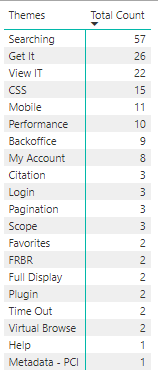 Themes Total Count
Searching 57
Get It 26
View IT 22
CSS 15
Mobile 11
Performance 10
Backoffice 9
My Account 8
Citation 3
Login 3
Pagination 3
Scope 3
Favorites 2
FRBR 2
Full Display 2
Plugin 2
Time Out 2
Virtual Browse 2
Help 1
Metadata - PCI 1